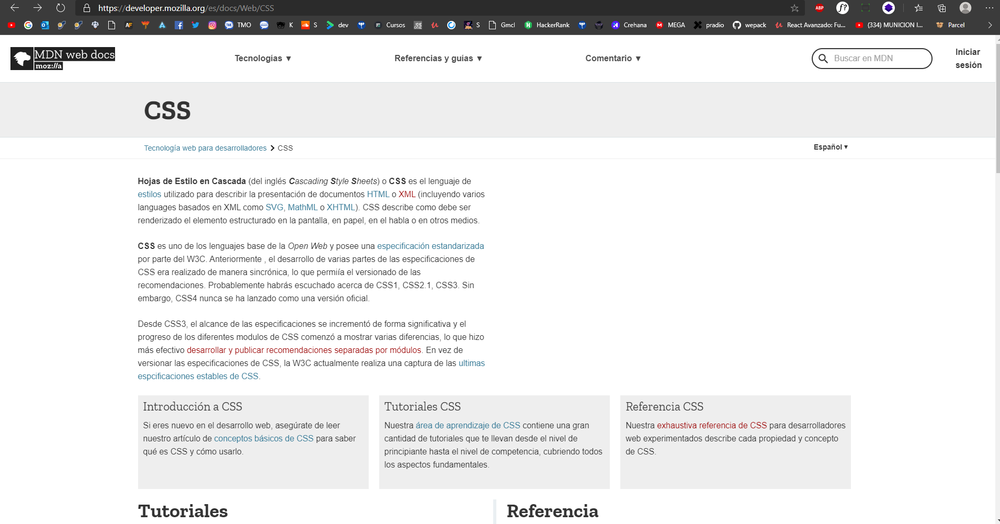 https://developer.mozilla.org/es/docs/Web/CSS
ABP f?
AF TMO K S dev Cursos S Gmcl HackerRank Crehana MEGA pradio wepack React Avanzado: Fu... (334) MUNICION I... Parcel
MDN web docs
moz://a
Tecnologías ▼
Referencias y guías ▼
Comentario ▼
Buscar en MDN
Iniciar
sesión
CSS
Tecnología web para desarrolladores > CSS
Español ▼
Hojas de Estilo en Cascada (del inglés Cascading Style Sheets) o CSS es el lenguaje de
estilos utilizado para describir la presentación de documentos HTML o XML (incluyendo varios
languages basados en XML como SVG, MathML o XHTML). CSS describe como debe ser
renderizado el elemento estructurado en la pantalla, en papel, en el habla o en otros medios.
CSS es uno de los lenguajes base de la Open Web y posee una especificación estandarizada
por parte del W3C. Anteriormente , el desarrollo de varias partes de las especificaciones de
CSS era realizado de manera sincrónica, lo que permiía el versionado de las
recomendaciones. Probablemente habrás escuchado acerca de CSS1, CSS2.1, CSS3. Sin
embargo, CSS4 nunca se ha lanzado como una versión oficial.
Desde CSS3, el alcance de las especificaciones se incrementó de forma significativa y el
progreso de los diferentes modulos de CSS comenzó a mostrar varias diferencias, lo que hizo
más efectivo desarrollar y publicar recomendaciones separadas por módulos. En vez de
versionar las especificaciones de CSS, la W3C actualmente realiza una captura de las ultimas
espcificaciones estables de CSS.
Introducción a CSS
Si eres nuevo en el desarrollo web, asegúrate de leer
nuestro artículo de conceptos básicos de CSS para saber
qué es CSS y cómo usarlo.
Tutoriales CSS
Nuestra área de aprendizaje de CSS contiene una gran
cantidad de tutoriales que te llevan desde el nivel de
principiante hasta el nivel de competencia, cubriendo todos
los aspectos fundamentales.
Referencia CSS
Nuestra exhaustiva referencia de CSS para desarrolladores
web experimentados describe cada propiedad y concepto
de CSS.
Tutoriales
Referencia